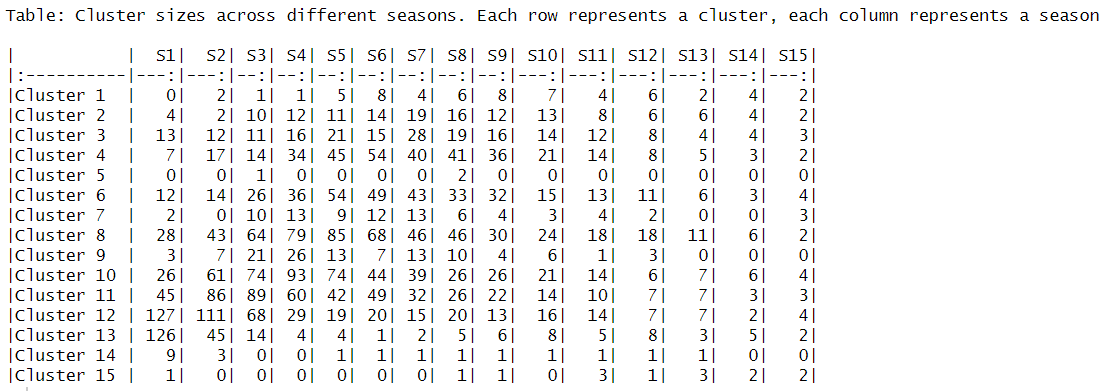 Table: Cluster sizes across different seasons. Each row represents a cluster, each column represents a season
|           |  S1|  S2| S3| S4| S5| S6| S7| S8| S9| S10| S11| S12| S13| S14| S15|
|:----------|---:|---:|--:|--:|--:|--:|--:|--:|--:|---:|---:|---:|---:|---:|---:|
|Cluster 1  |   0|   2|  1|  1|  5|  8|  4|  6|  8|   7|   4|   6|   2|   4|   2|
|Cluster 2  |   4|   2| 10| 12| 11| 14| 19| 16| 12|  13|   8|   6|   6|   4|   2|
|Cluster 3  |  13|  12| 11| 16| 21| 15| 28| 19| 16|  14|  12|   8|   4|   4|   3|
|Cluster 4  |   7|  17| 14| 34| 45| 54| 40| 41| 36|  21|  14|   8|   5|   3|   2|
|Cluster 5  |   0|   0|  1|  0|  0|  0|  0|  2|  0|   0|   0|   0|   0|   0|   0|
|Cluster 6  |  12|  14| 26| 36| 54| 49| 43| 33| 32|  15|  13|  11|   6|   3|   4|
|Cluster 7  |   2|   0| 10| 13|  9| 12| 13|  6|  4|   3|   4|   2|   0|   0|   3|
|Cluster 8  |  28|  43| 64| 79| 85| 68| 46| 46| 30|  24|  18|  18|  11|   6|   2|
|Cluster 9  |   3|   7| 21| 26| 13|  7| 13| 10|  4|   6|   1|   3|   0|   0|   0|
|Cluster 10 |  26|  61| 74| 93| 74| 44| 39| 26| 26|  21|  14|   6|   7|   6|   4|
|Cluster 11 |  45|  86| 89| 60| 42| 49| 32| 26| 22|  14|  10|   7|   7|   3|   3|
|Cluster 12 | 127| 111| 68| 29| 19| 20| 15| 20| 13|  16|  14|   7|   7|   2|   4|
|Cluster 13 | 126|  45| 14|  4|  4|  1|  2|  5|  6|   8|   5|   8|   3|   5|   2|
|Cluster 14 |   9|   3|  0|  0|  1|  1|  1|  1|  1|   1|   1|   1|   1|   0|   0|
|Cluster 15 |   1|   0|  0|  0|  0|  0|  0|  1|  1|   0|   3|   1|   3|   2|   2|